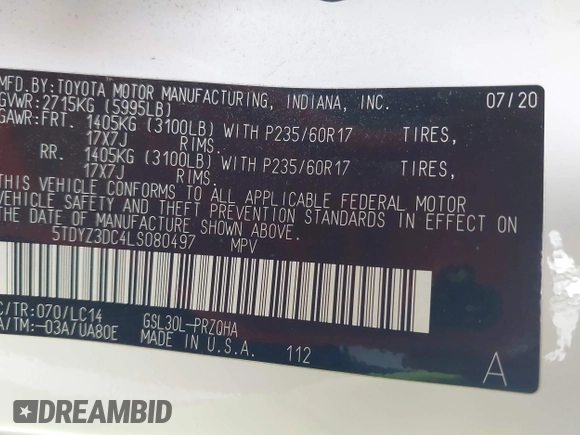 MFD.BY:TOYOTA MOTOR MANUFACTURING, INDIANA, INC. 07/20
GVWR:2715KG (5995LB)
GAWR:FRT. 1405KG (3100LB) WITH P235/60R17 TIRES,
17X7J RIMS.
RR. 1405KG (3100LB) WITH P235/60R17 TIRES,
17X7J RIMS.
THIS VEHICLE CONFORMS TO ALL APPLICABLE FEDERAL MOTOR
VEHICLE SAFETY AND THEFT PREVENTION STANDARDS IN EFFECT ON
THE DATE OF MANUFACTURE SHOWN ABOVE.
5TDYZ3DC4LS080497 MPV
C/TR:070/LC14 GSL30L-PRZQHA
A/TM:-03A/UA80E MADE IN U.S.A. 112
A
DREAMBID